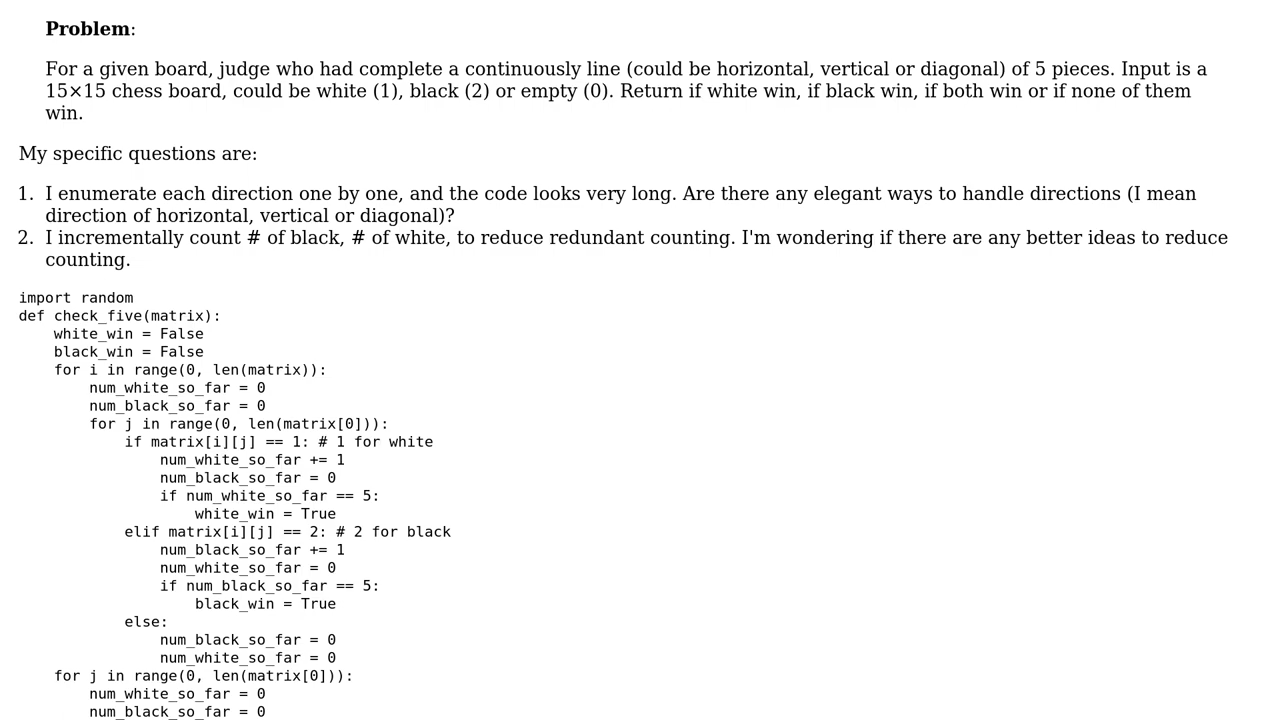 Problem:
For a given board, judge who had complete a continuously line (could be horizontal, vertical or diagonal) of 5 pieces. Input is a
15×15 chess board, could be white (1), black (2) or empty (0). Return if white win, if black win, if both win or if none of them
win.
My specific questions are:
1. I enumerate each direction one by one, and the code looks very long. Are there any elegant ways to handle directions (I mean
direction of horizontal, vertical or diagonal)?
2. I incrementally count # of black, # of white, to reduce redundant counting. I'm wondering if there are any better ideas to reduce
counting.
import random
def check_five(matrix):
    white_win = False
    black_win = False
    for i in range(0, len(matrix)):
        num_white_so_far = 0
        num_black_so_far = 0
        for j in range(0, len(matrix[0])):
            if matrix[i][j] == 1: # 1 for white
                num_white_so_far += 1
                num_black_so_far = 0
                if num_white_so_far == 5:
                    white_win = True
            elif matrix[i][j] == 2: # 2 for black
                num_black_so_far += 1
                num_white_so_far = 0
                if num_black_so_far == 5:
                    black_win = True
            else:
                num_black_so_far = 0
                num_white_so_far = 0
    for j in range(0, len(matrix[0])):
        num_white_so_far = 0
        num_black_so_far = 0